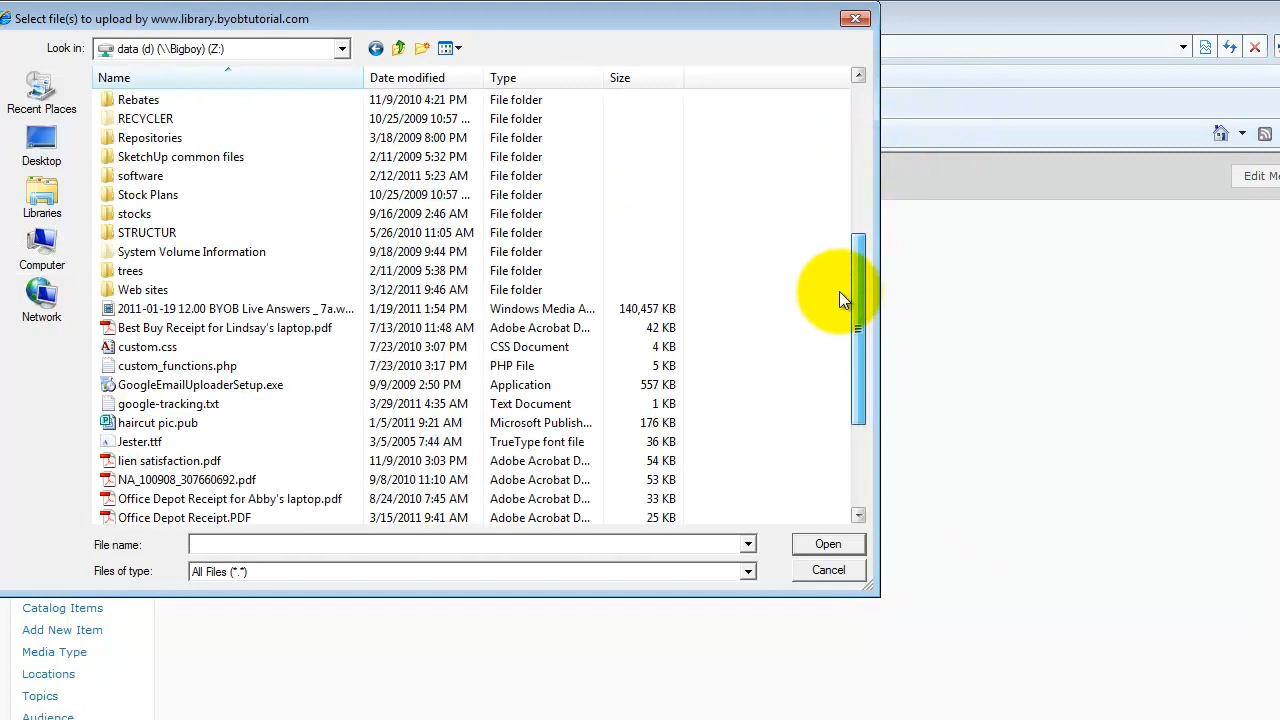 Select file(s) to upload by www.library.byobtutorial.com
Look in: data (d) (\\Bigboy) (Z:)
Name Date modified Type Size
Recent Places
Desktop
Libraries
Computer
Network
Rebates 11/9/2010 4:21 PM File folder
RECYCLER 10/25/2009 10:57 ... File folder
Repositories 3/18/2009 8:00 PM File folder
SketchUp common files 2/11/2009 5:32 PM File folder
software 2/12/2011 5:23 AM File folder
Stock Plans 10/25/2009 10:57 ... File folder
stocks 9/16/2009 2:46 AM File folder
STRUCTUR 5/26/2010 11:05 AM File folder
System Volume Information 9/18/2009 9:44 PM File folder
trees 2/11/2009 5:38 PM File folder
Web sites 3/12/2011 9:46 AM File folder
2011-01-19 12.00 BYOB Live Answers _ 7a.w... 1/19/2011 1:54 PM Windows Media A... 140,457 KB
Best Buy Receipt for Lindsay's laptop.pdf 7/13/2010 11:48 AM Adobe Acrobat D... 42 KB
custom.css 7/23/2010 3:07 PM CSS Document 4 KB
custom_functions.php 7/23/2010 3:17 PM PHP File 5 KB
GoogleEmailUploaderSetup.exe 9/9/2009 2:50 PM Application 557 KB
google-tracking.txt 3/29/2011 4:35 AM Text Document 1 KB
haircut pic.pub 1/5/2011 9:21 AM Microsoft Publish... 176 KB
Jester.ttf 3/5/2005 7:44 AM TrueType font file 36 KB
lien satisfaction.pdf 11/9/2010 3:03 PM Adobe Acrobat D... 54 KB
NA_100908_307660692.pdf 9/8/2010 11:10 AM Adobe Acrobat D... 53 KB
Office Depot Receipt for Abby's laptop.pdf 8/24/2010 7:45 AM Adobe Acrobat D... 33 KB
Office Depot Receipt.PDF 3/15/2011 9:41 AM Adobe Acrobat D... 25 KB
File name: Open
Files of type: All Files (*.*) Cancel
Edit Me
Catalog Items
Add New Item
Media Type
Locations
Topics
Audience